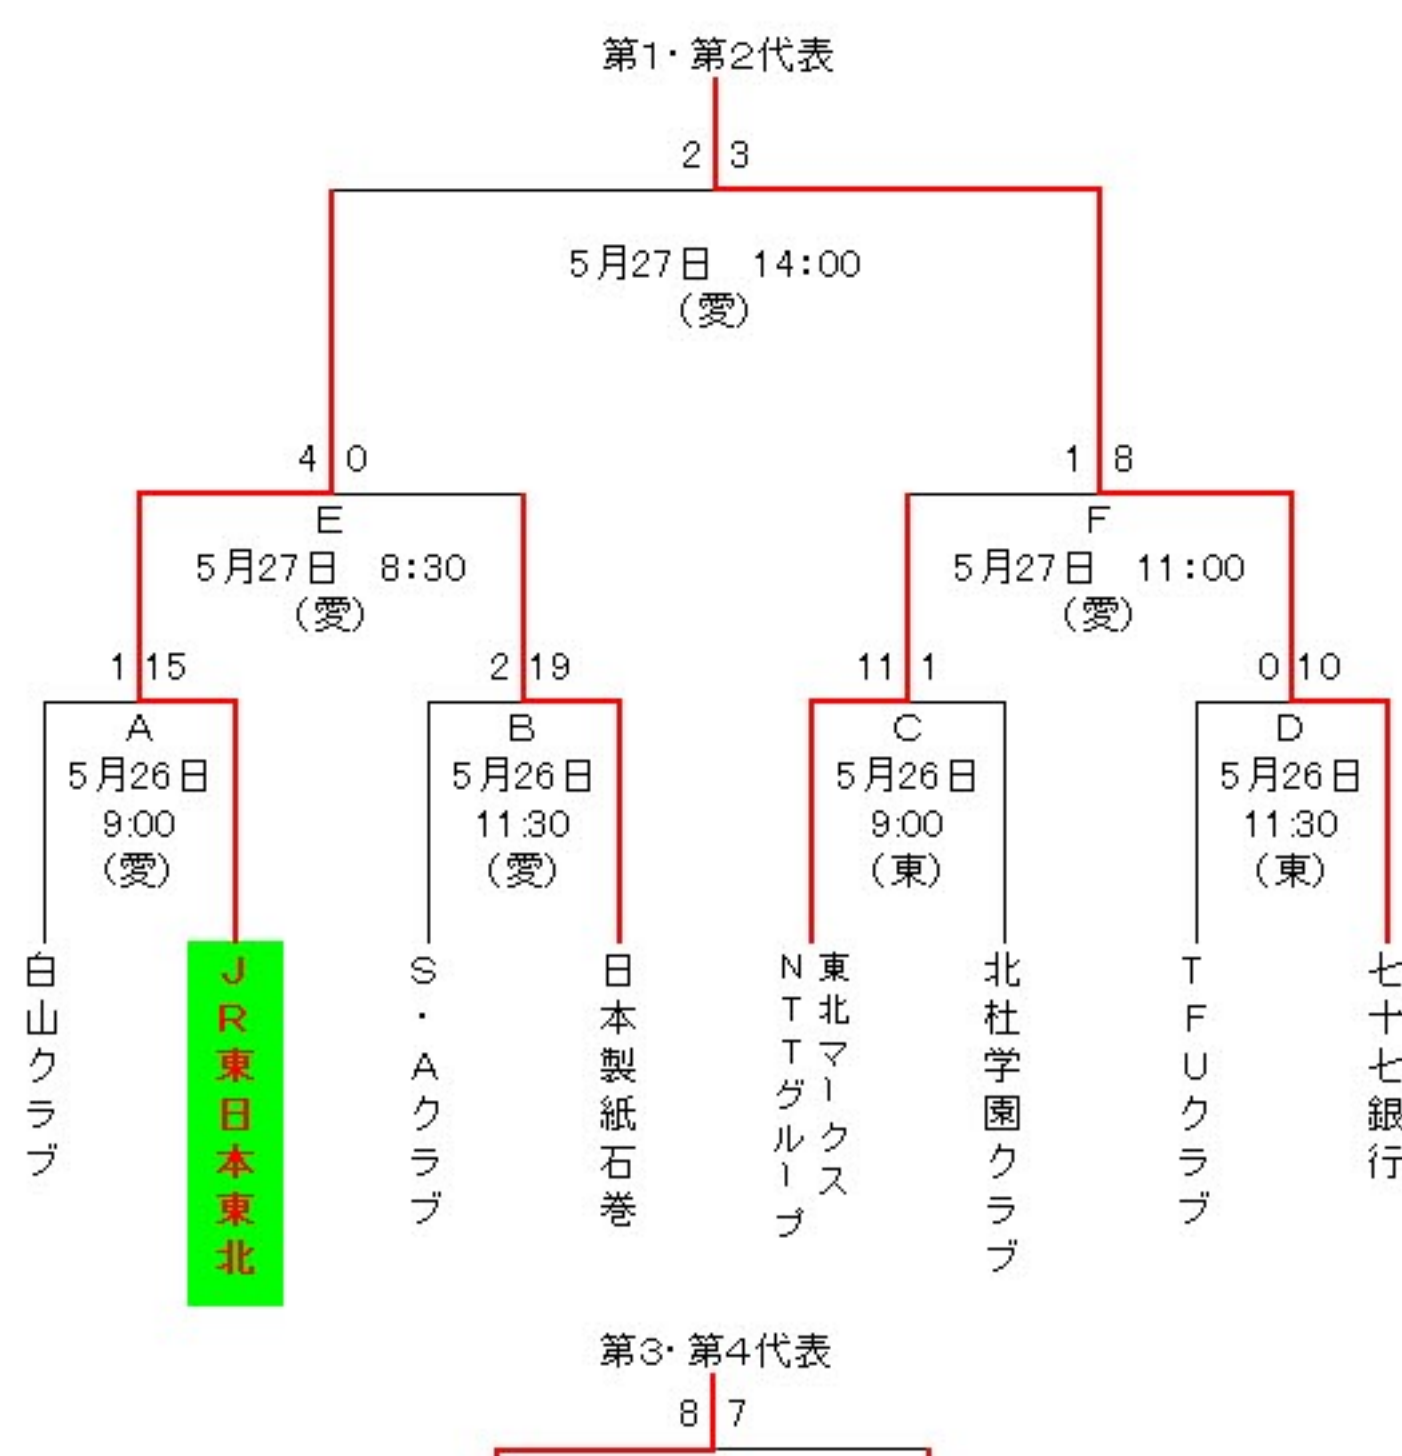 第1・第2代表
2 3
5月27日 14:00
(愛)
4 0
1 8
E
F
5月27日 8:30
5月27日 11:00
(愛)
(愛)
1 15
2 19
11 1
0 10
A
B
C
D
5月26日
5月26日
5月26日
5月26日
9:00
11:30
9:00
11:30
(愛)
(愛)
(東)
(東)
白山クラブ
JR東日本東北
S・Aクラブ
日本製紙石巻
東北マークス
NTTグループ
北杜学園クラブ
TFUクラブ
七十七銀行
第3・第4代表
8 7